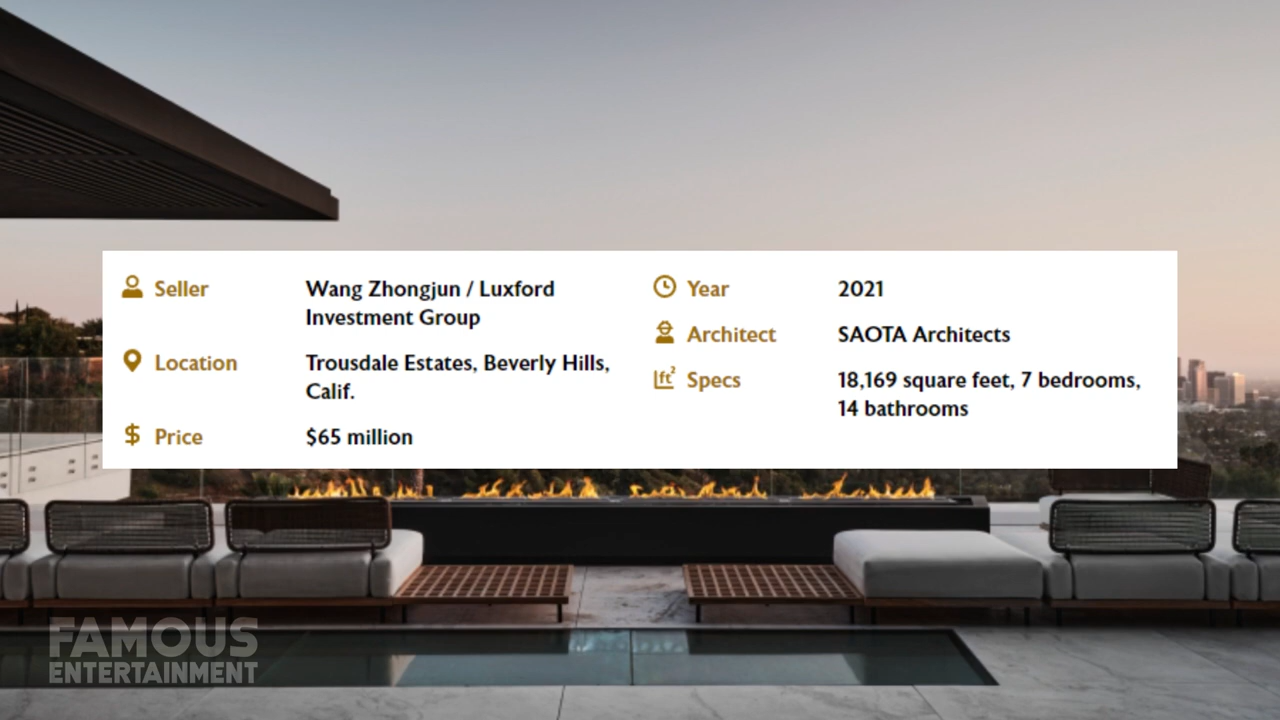 Seller
Wang Zhongjun / Luxford
Investment Group
Location
Trousdale Estates, Beverly Hills,
Calif.
$ Price
$65 million
Year
2021
Architect
SAOTA Architects
ft² Specs
18,169 square feet, 7 bedrooms,
14 bathrooms
FAMOUS
ENTERTAINMENT